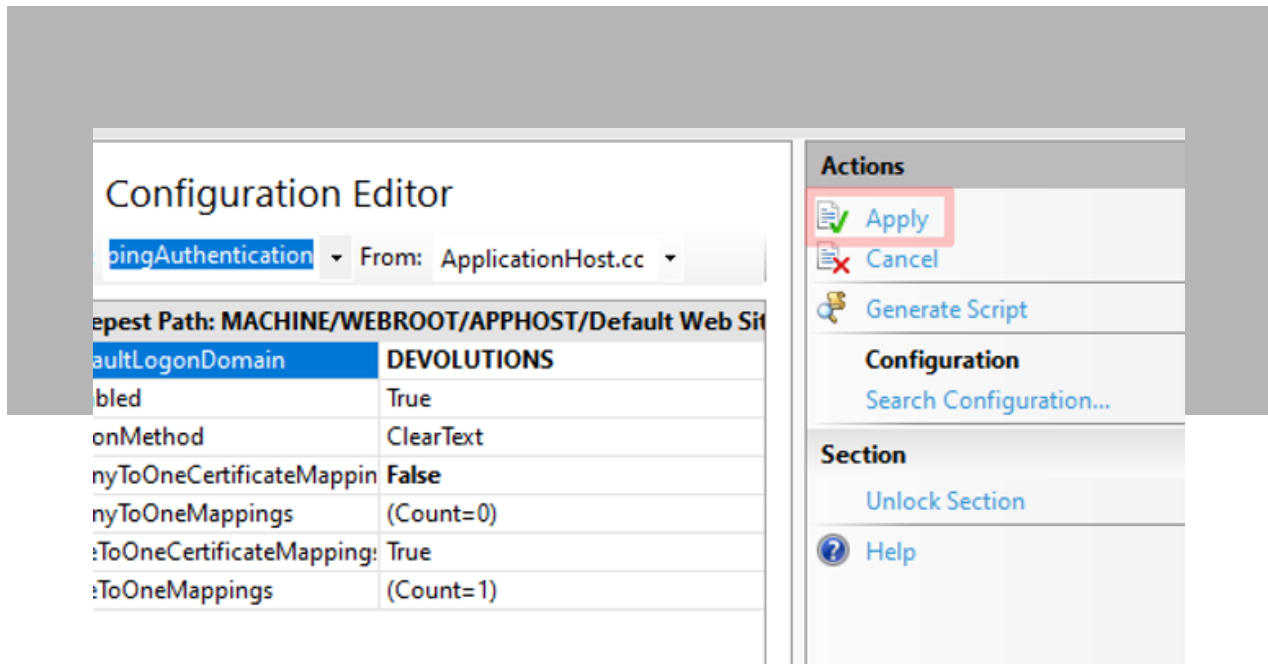 Configuration Editor
pingAuthentication From: ApplicationHost.cc
epest Path: MACHINE/WEBROOT/APPHOST/Default Web Sit
aultLogonDomain DEVOLUTIONS
bled True
onMethod ClearText
nyToOneCertificateMappin False
nyToOneMappings (Count=0)
eToOneCertificateMappings True
eToOneMappings (Count=1)
Actions
Apply
Cancel
Generate Script
Configuration
Search Configuration...
Section
Unlock Section
Help